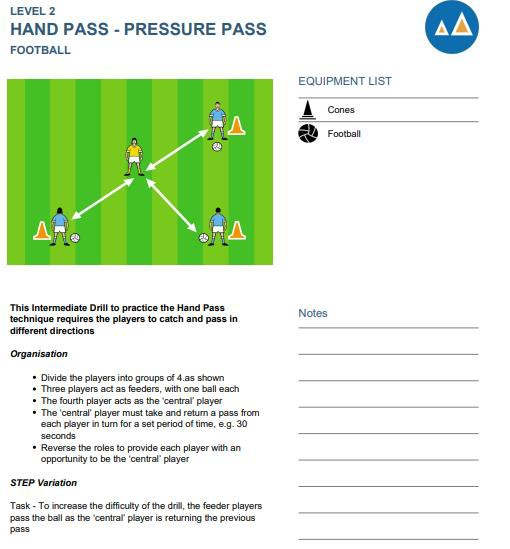 LEVEL 2
HAND PASS - PRESSURE PASS
FOOTBALL
EQUIPMENT LIST
Cones
Football
This Intermediate Drill to practice the Hand Pass
technique requires the players to catch and pass in
different directions
Organisation
• Divide the players into groups of 4.as shown
• Three players act as feeders, with one ball each
• The fourth player acts as the ‘central’ player
• The ‘central’ player must take and return a pass from
each player in turn for a set period of time, e.g. 30
seconds
• Reverse the roles to provide each player with an
opportunity to be the ‘central’ player
STEP Variation
Task - To increase the difficulty of the drill, the feeder players
pass the ball as the ‘central’ player is returning the previous
pass
Notes